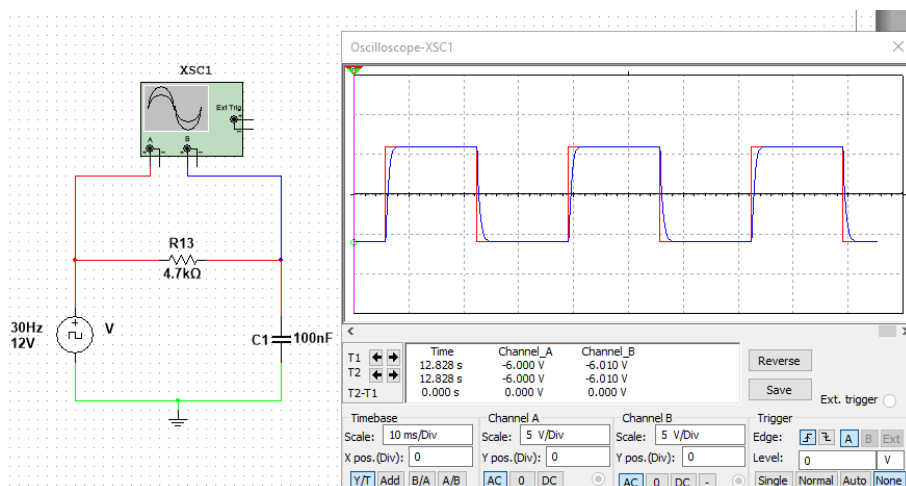 XSC1
Ext Trig
+
-
A
B
+ - + -
R13
4.7kΩ
30Hz
12V
V
C1
100nF
Oscilloscope-XSC1
Time Channel_A Channel_B
T1 12.828 s -6.000 V -6.010 V
T2 12.828 s -6.000 V -6.010 V
T2-T1 0.000 s 0.000 V 0.000 V
Reverse
Save
Ext. trigger
Timebase
Scale: 10 ms/Div
X pos.(Div): 0
Y/T Add B/A A/B
Channel A
Scale: 5 V/Div
Y pos.(Div): 0
AC 0 DC
Channel B
Scale: 5 V/Div
Y pos.(Div): 0
AC 0 DC -
Trigger
Edge: A B Ext
Level: 0 V
Single Normal Auto None